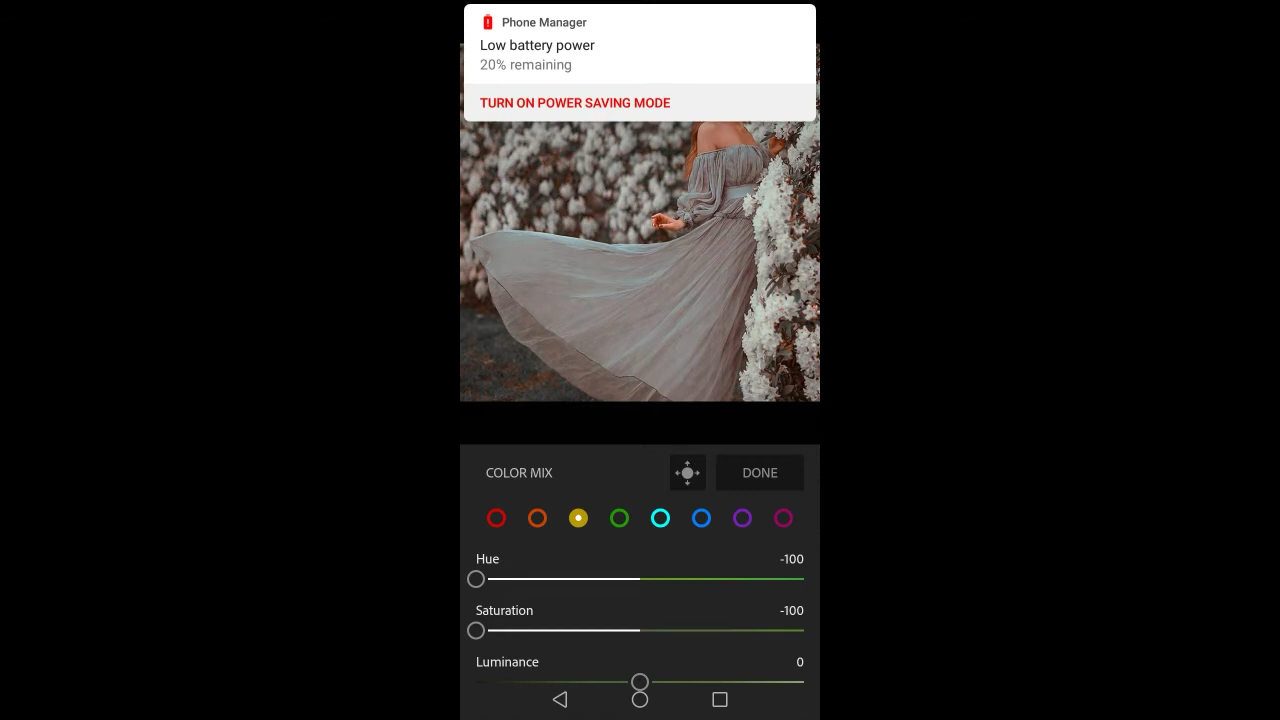 Phone Manager
Low battery power
20% remaining
TURN ON POWER SAVING MODE
COLOR MIX
DONE
Hue -100
Saturation -100
Luminance 0